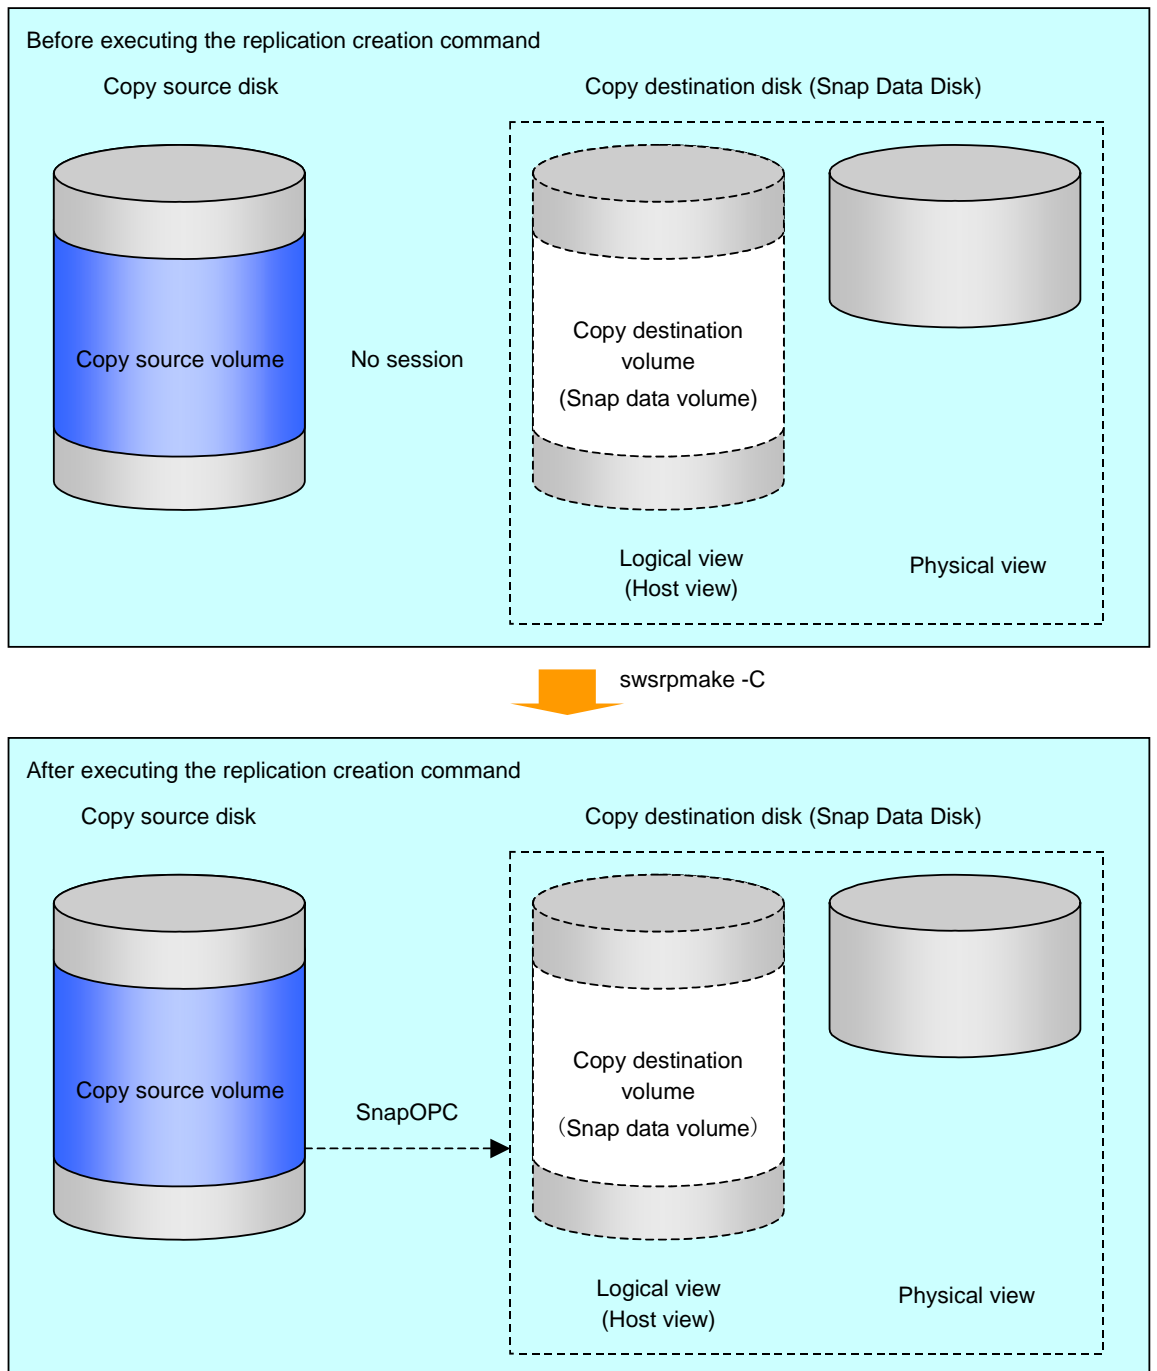 Before executing the replication creation command
Copy source disk
Copy destination disk (Snap Data Disk)
Copy source volume
No session
Copy destination
volume
(Snap data volume)
Logical view
(Host view)
Physical view
swsrpmake -C
After executing the replication creation command
Copy source disk
Copy destination disk (Snap Data Disk)
Copy source volume
SnapOPC
Copy destination
volume
（Snap data volume）
Logical view
(Host view)
Physical view